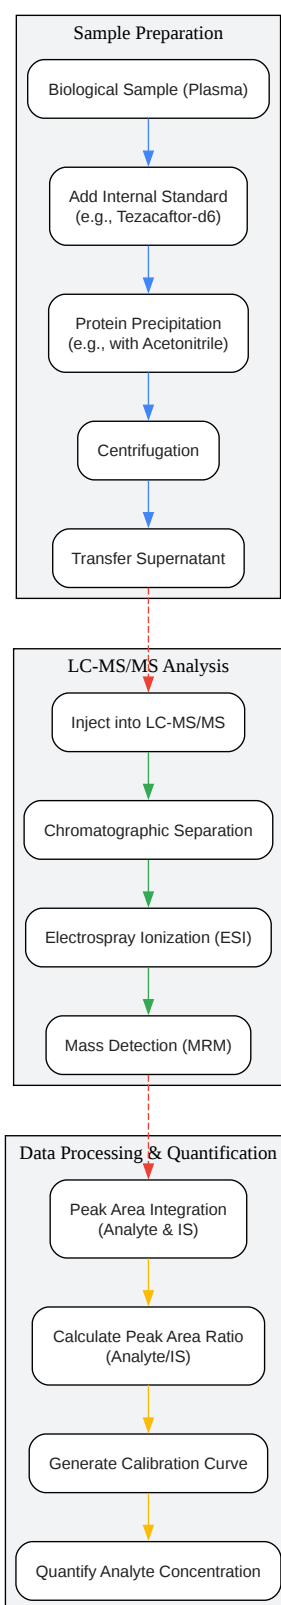 Sample Preparation
Biological Sample (Plasma)
Add Internal Standard
(e.g., Tezacaftor-d6)
Protein Precipitation
(e.g., with Acetonitrile)
Centrifugation
Transfer Supernatant
LC-MS/MS Analysis
Inject into LC-MS/MS
Chromatographic Separation
Electrospray Ionization (ESI)
Mass Detection (MRM)
Data Processing & Quantification
Peak Area Integration
(Analyte & IS)
Calculate Peak Area Ratio
(Analyte/IS)
Generate Calibration Curve
Quantify Analyte Concentration